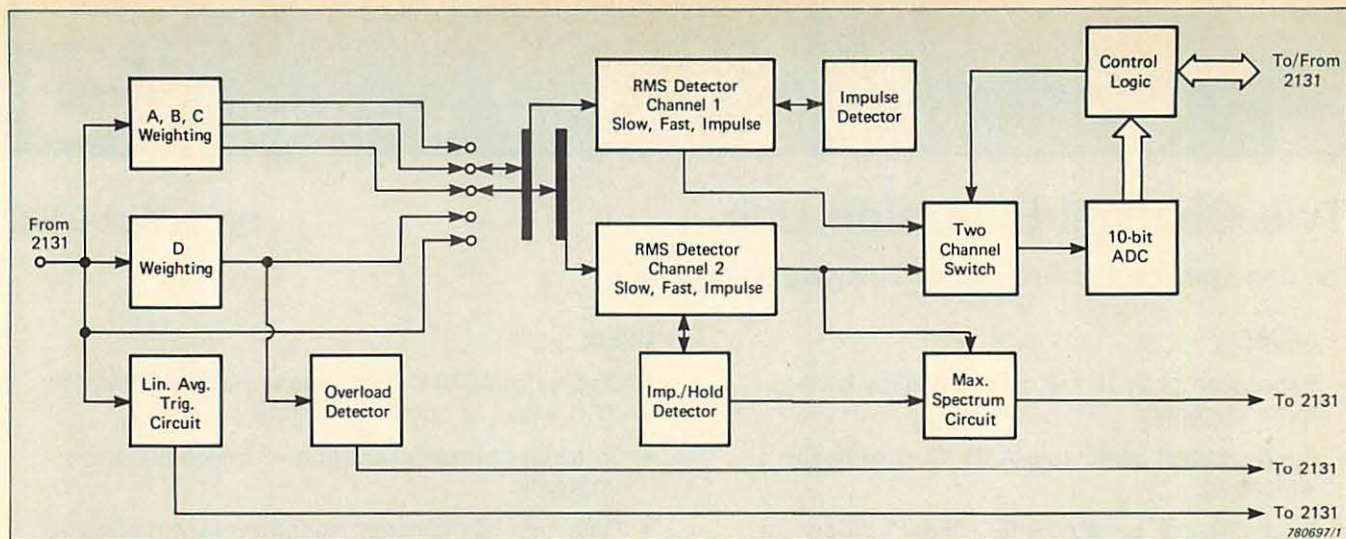 A, B, C
Weighting
From
2131
D
Weighting
Lin. Avg.
Trig.
Circuit
Overload
Detector
RMS Detector
Channel 1
Slow, Fast, Impulse
Impulse
Detector
RMS Detector
Channel 2
Slow, Fast, Impulse
Imp./Hold
Detector
Two
Channel
Switch
10-bit
ADC
Control
Logic
To/From
2131
Max.
Spectrum
Circuit
To 2131
To 2131
To 2131
780697/1